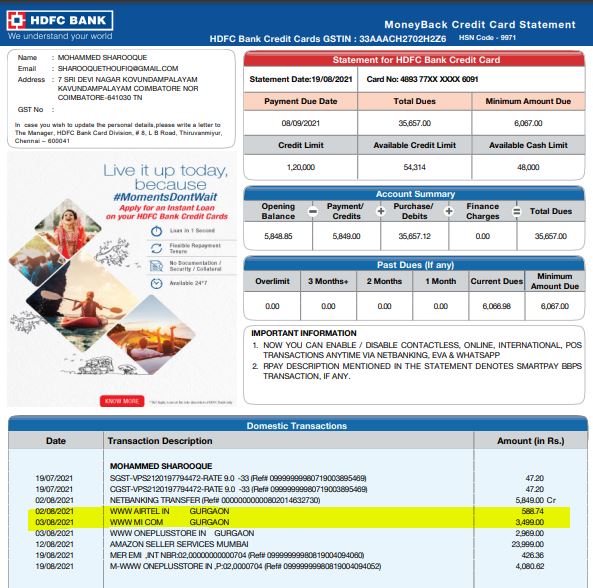 HDFC BANK
We understand your world
MoneyBack Credit Card Statement
HDFC Bank Credit Cards GSTIN : 33AAACH2702H2Z6 HSN Code - 9971
Name : MOHAMMED SHAROOQUE
Email : SHAROOQUETHOUFIQ@GMAIL.COM
Address : 7 SRI DEVI NAGAR KOVUNDAMPALAYAM
KAVUNDAMPALAYAM COIMBATORE NOR
COIMBATORE-641030 TN
GST No :
In case you wish to update the personal details,please write a letter to
The Manager, HDFC Bank Card Division, # 8, L B Road, Thiruvanmiyur,
Chennai – 600041
Live it up today,
because
#MomentsDontWait
Apply for an Instant Loan
on your HDFC Bank Credit Cards
Loan in 1 Second
Flexible Repayment
Tenure
No Documentation /
Security / Collateral
Available 24*7
KNOW MORE
Statement for HDFC Bank Credit Card
Statement Date:19/08/2021 Card No: 4893 77XX XXXX 6091
Payment Due Date Total Dues Minimum Amount Due
08/09/2021 35,657.00 6,067.00
Credit Limit Available Credit Limit Available Cash Limit
1,20,000 54,314 48,000
Account Summary
Opening Balance - Payment/ Credits + Purchase/ Debits + Finance Charges = Total Dues
5,848.85 5,849.00 35,657.12 0.00 35,657.00
Past Dues (If any)
Overlimit 3 Months+ 2 Months 1 Month Current Dues Minimum Amount Due
0.00 0.00 0.00 0.00 6,066.98 6,067.00
IMPORTANT INFORMATION
1. NOW YOU CAN ENABLE / DISABLE CONTACTLESS, ONLINE, INTERNATIONAL, POS
TRANSACTIONS ANYTIME VIA NETBANKING, EVA & WHATSAPP
2. RPAY DESCRIPTION MENTIONED IN THE STATEMENT DENOTES SMARTPAY BBPS
TRANSACTION, IF ANY.
Domestic Transactions
Date Transaction Description Amount (in Rs.)
MOHAMMED SHAROOQUE
19/07/2021 SGST-VPS2120197794472-RATE 9.0 -33 (Ref# 09999999980719003895469) 47.20
19/07/2021 CGST-VPS2120197794472-RATE 9.0 -33 (Ref# 09999999980719003895469) 47.20
02/08/2021 NETBANKING TRANSFER (Ref# 00000000000802014632730) 5,849.00 Cr
02/08/2021 WWW AIRTEL IN GURGAON 588.74
03/08/2021 WWW MI COM GURGAON 3,499.00
03/08/2021 WWW ONEPLUSSTORE IN GURGAON 2,969.00
12/08/2021 AMAZON SELLER SERVICES MUMBAI 23,999.00
19/08/2021 MER EMI ,INT NBR:02,00000000000704 (Ref# 09999999980819004094060) 426.36
19/08/2021 M-WWW ONEPLUSSTORE IN ,P:02,0000704 (Ref# 09999999980819004094052) 4,080.62